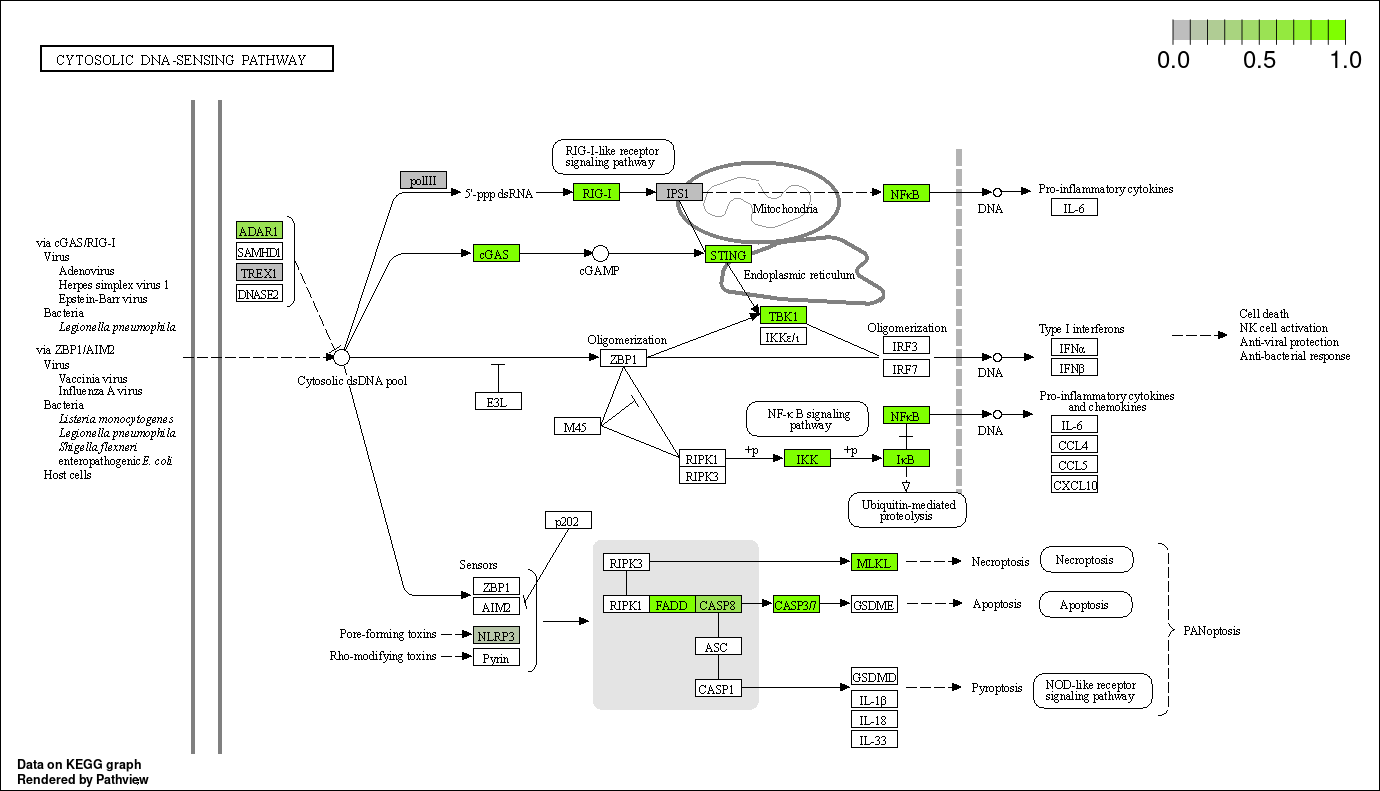 CYTOSOLIC DNA-SENSING PATHWAY
0.0 0.5 1.0
RIG-I-like receptor
signaling pathway
polIII
5'-ppp dsRNA
RIG-I
IPS1
Mitochondria
NFκB
DNA
Pro-inflammatory cytokines
IL-6
ADAR1
SAMHD1
TREX1
DNASE2
via cGAS/RIG-I
Virus
Adenovirus
Herpes simplex virus 1
Epstein-Barr virus
Bacteria
Legionella pneumophila
via ZBP1/AIM2
Virus
Vaccinia virus
Influenza A virus
Bacteria
Listeria monocytogenes
Legionella pneumophila
Shigella flexneri
enteropathogenic E. coli
Host cells
cGAS
cGAMP
STING
Endoplasmic reticulum
TBK1
IKKε/ι
Oligomerization
ZBP1
Oligomerization
IRF3
IRF7
DNA
Type I interferons
IFNα
IFNβ
Cell death
NK cell activation
Anti-viral protection
Anti-bacterial response
Cytosolic dsDNA pool
E3L
M45
NF-κB signaling
pathway
NFκB
DNA
Pro-inflammatory cytokines
and chemokines
IL-6
CCL4
CCL5
CXCL10
RIPK1
RIPK3
+p
IKK
+p
IκB
Ubiquitin-mediated
proteolysis
p202
Sensors
ZBP1
AIM2
Pore-forming toxins
NLRP3
Rho-modifying toxins
Pyrin
RIPK3
MLKL
Necroptosis
Necroptosis
RIPK1
FADD
CASP8
CASP3/7
GSDME
Apoptosis
Apoptosis
ASC
CASP1
GSDMD
IL-1β
IL-18
IL-33
Pyroptosis
NOD-like receptor
signaling pathway
PANoptosis
Data on KEGG graph
Rendered by Pathview